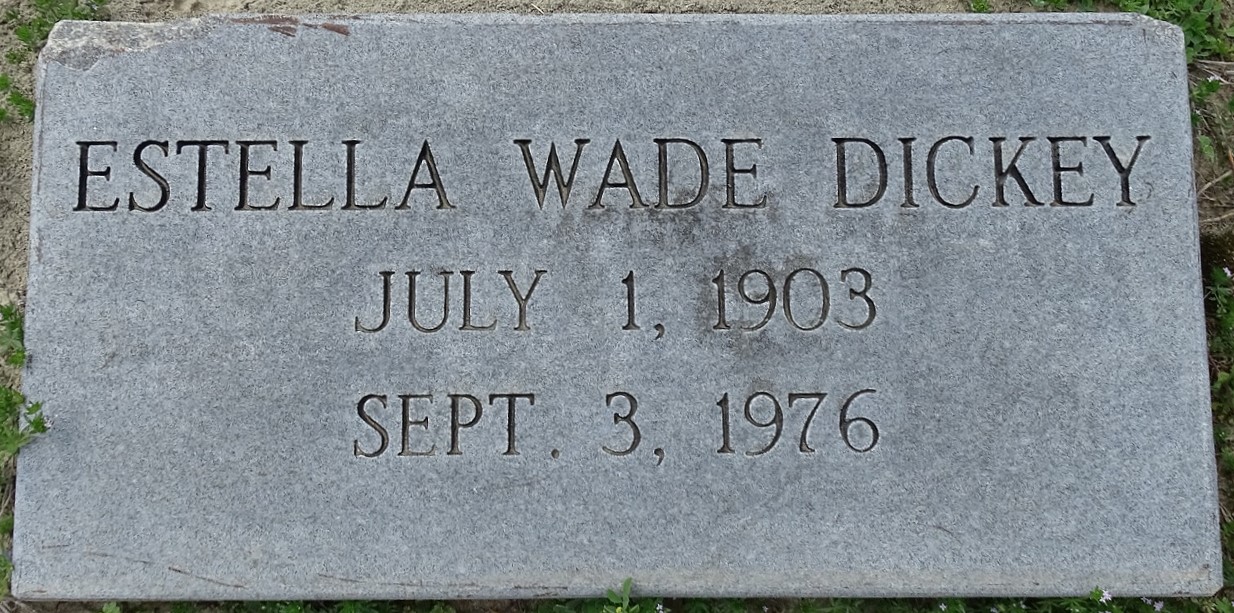 ESTELLA WADE DICKEY
JULY 1, 1903
SEPT. 3, 1976